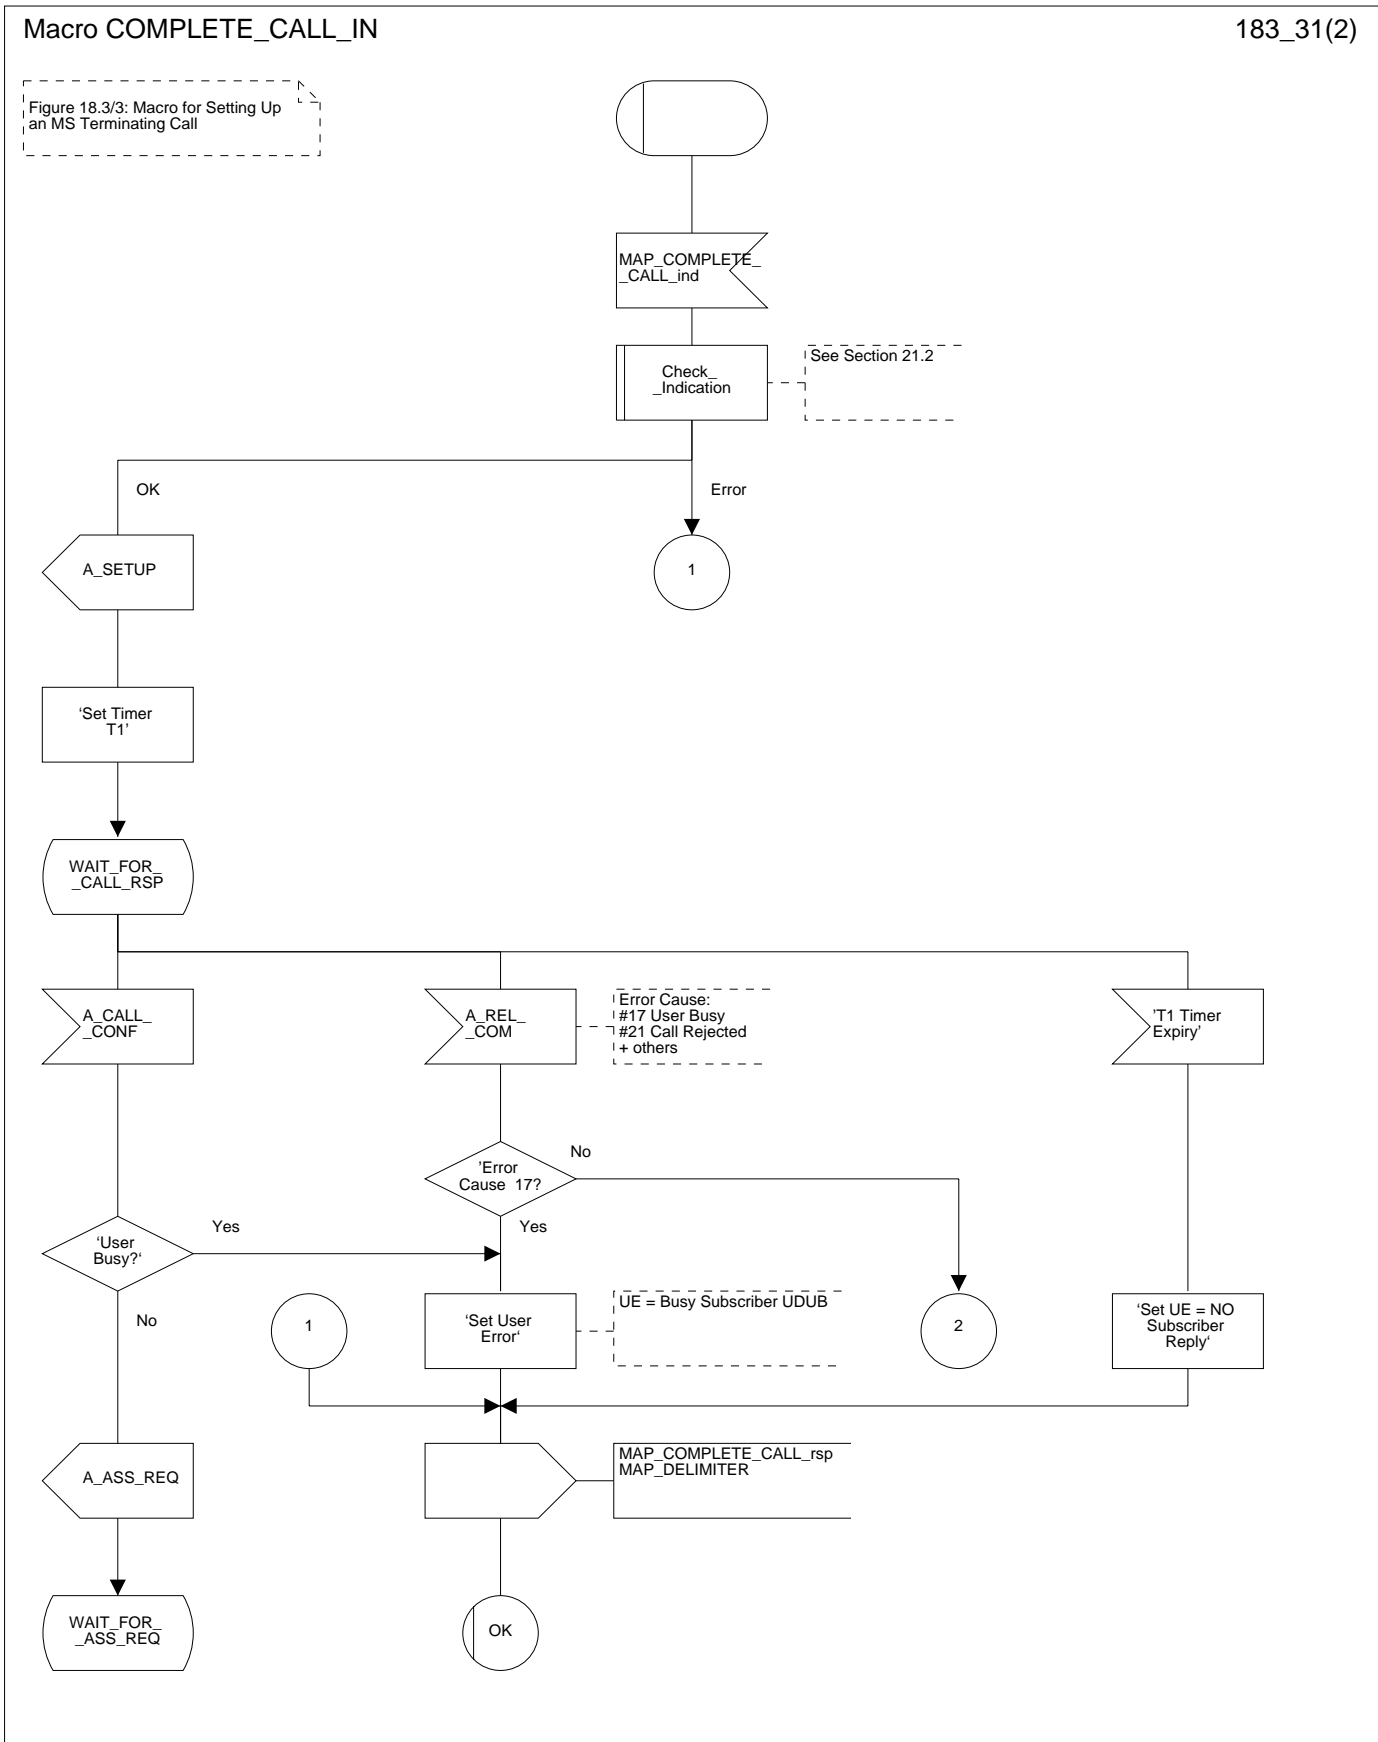 Macro COMPLETE_CALL_IN
183_31(2)
Figure 18.3/3: Macro for Setting Up
an MS Terminating Call
MAP_COMPLETE_
_CALL_ind
Check_
_Indication
See Section 21.2
OK
Error
A_SETUP
1
‘Set Timer
T1’
WAIT_FOR_
_CALL_RSP
A_CALL_
_CONF
A_REL_
_COM
Error Cause:
#17 User Busy
#21 Call Rejected
+ others
’T1 Timer
Expiry’
’Error
Cause  17?
No
Yes
‘User
Busy?‘
Yes
No
1
‘Set User
Error‘
UE = Busy Subscriber UDUB
2
‘Set UE = NO
Subscriber
Reply‘
A_ASS_REQ
MAP_COMPLETE_CALL_rsp
MAP_DELIMITER
WAIT_FOR_
_ASS_REQ
OK